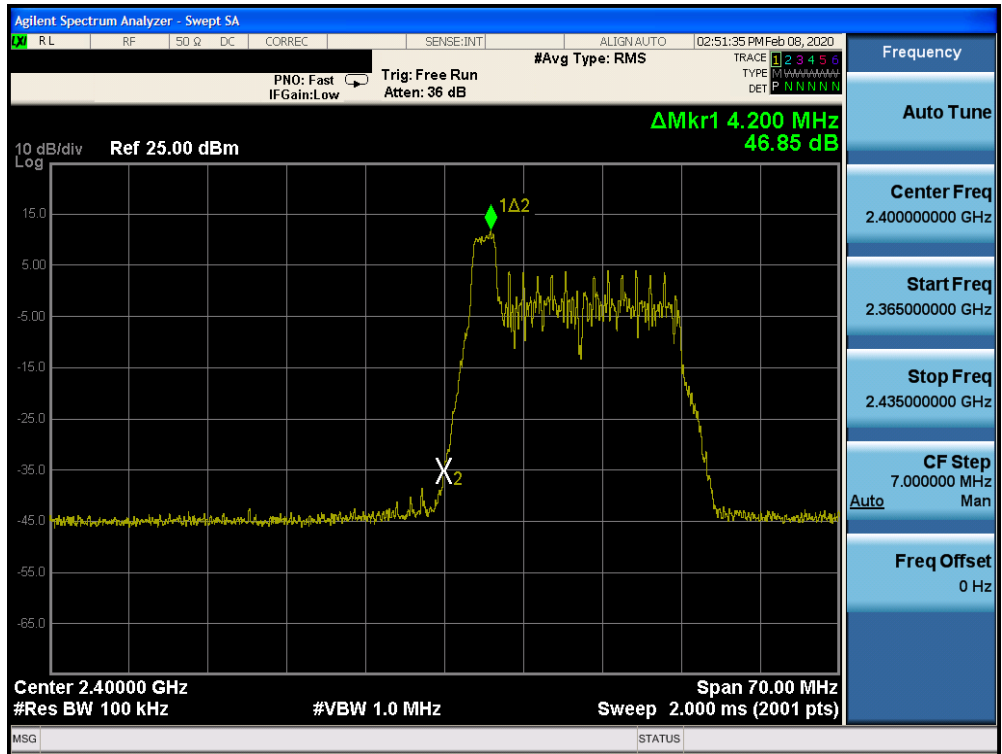 Agilent Spectrum Analyzer - Swept SA
LXI RL RF 50 Ω DC CORREC SENSE:INT ALIGN AUTO 02:51:35 PM Feb 08, 2020
#Avg Type: RMS
TRACE 1 2 3 4 5 6
PNO: Fast Trig: Free Run
TYPE M
IFGain:Low Atten: 36 dB
DET P N N N N N
ΔMkr1 4.200 MHz
46.85 dB
10 dB/div Ref 25.00 dBm
Log
1Δ2
15.0
5.00
-5.00
-15.0
-25.0
-35.0
2
-45.0
-55.0
-65.0
Center 2.40000 GHz Span 70.00 MHz
#Res BW 100 kHz #VBW 1.0 MHz Sweep 2.000 ms (2001 pts)
MSG STATUS
Frequency
Auto Tune
Center Freq
2.400000000 GHz
Start Freq
2.365000000 GHz
Stop Freq
2.435000000 GHz
CF Step
7.000000 MHz
Auto Man
Freq Offset
0 Hz